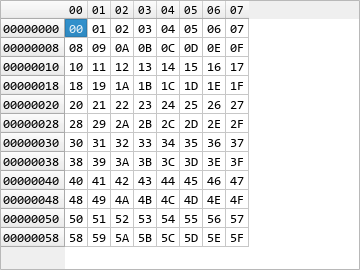 00 01 02 03 04 05 06 07
00000000 00 01 02 03 04 05 06 07
00000008 08 09 0A 0B 0C 0D 0E 0F
00000010 10 11 12 13 14 15 16 17
00000018 18 19 1A 1B 1C 1D 1E 1F
00000020 20 21 22 23 24 25 26 27
00000028 28 29 2A 2B 2C 2D 2E 2F
00000030 30 31 32 33 34 35 36 37
00000038 38 39 3A 3B 3C 3D 3E 3F
00000040 40 41 42 43 44 45 46 47
00000048 48 49 4A 4B 4C 4D 4E 4F
00000050 50 51 52 53 54 55 56 57
00000058 58 59 5A 5B 5C 5D 5E 5F